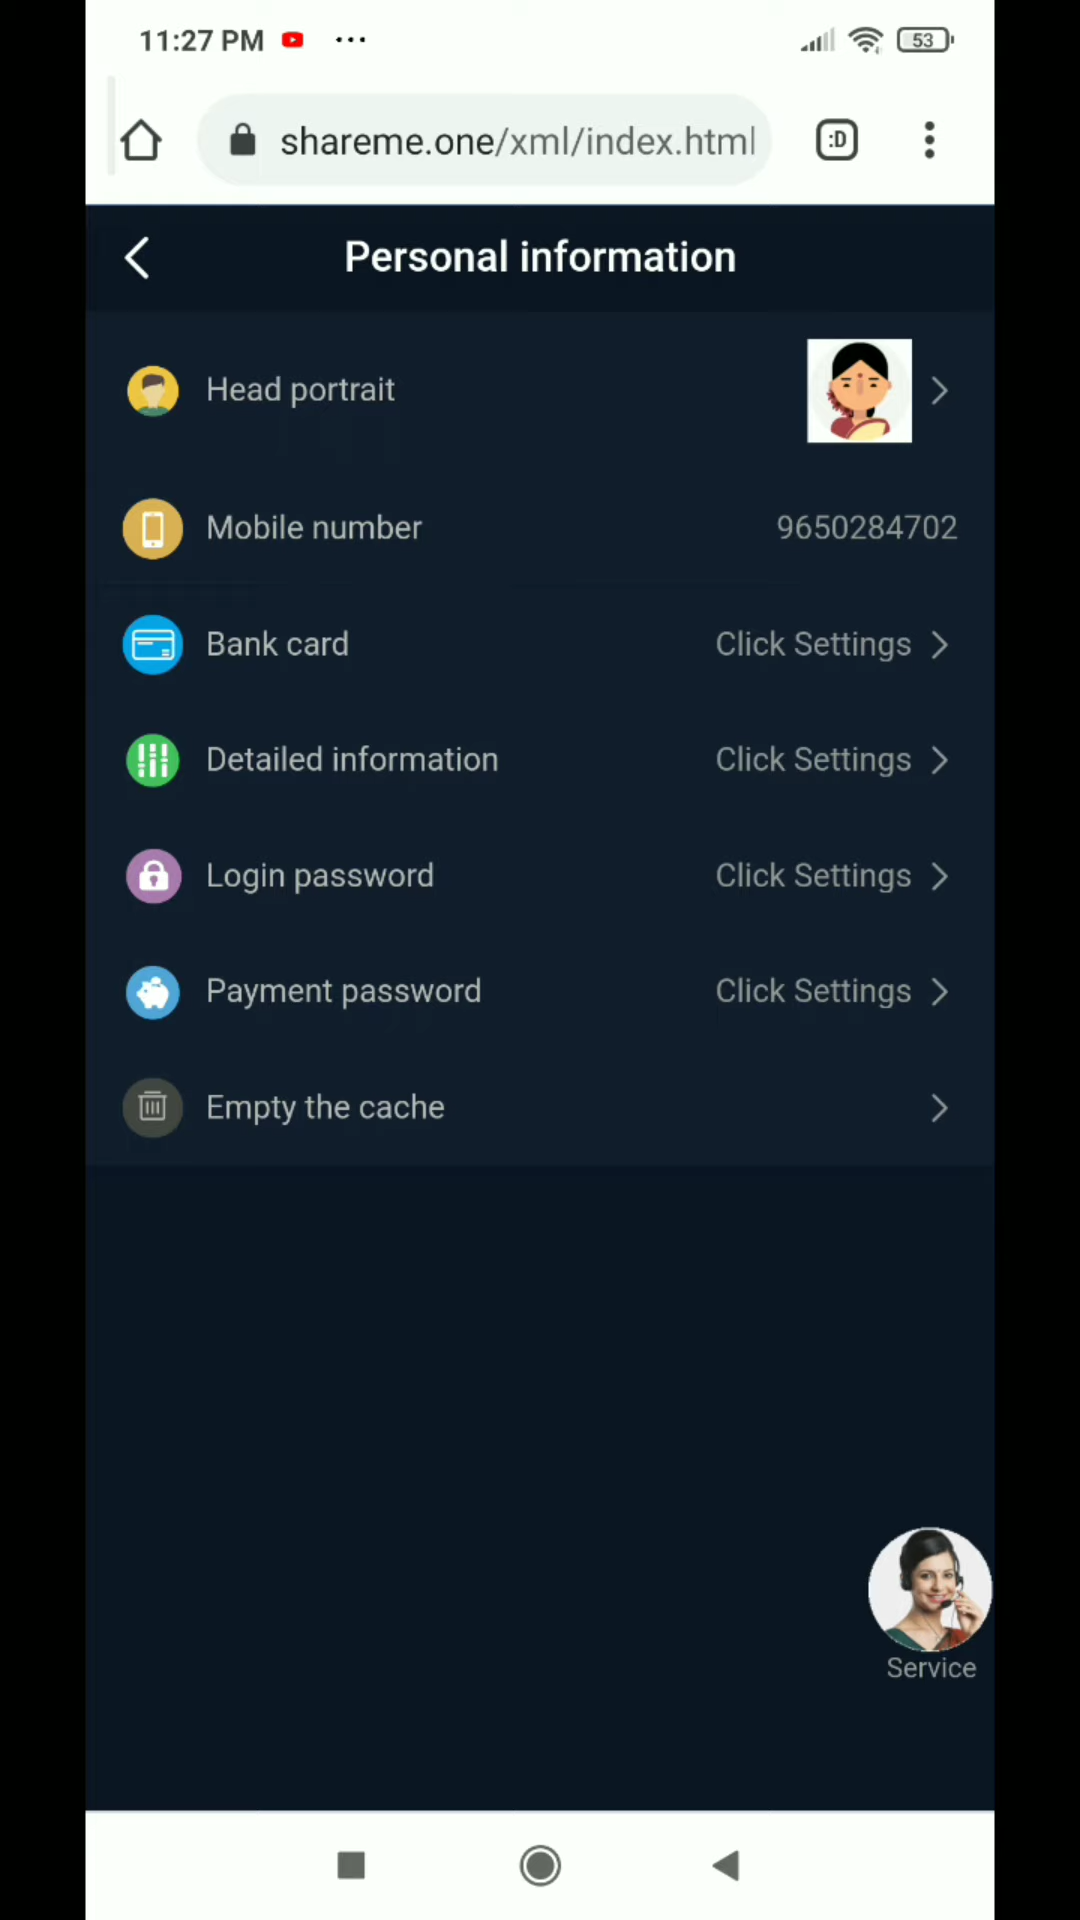 11:27 PM
53
shareme.one/xml/index.html
:D
Personal information
Head portrait
Mobile number 9650284702
Bank card Click Settings
Detailed information Click Settings
Login password Click Settings
Payment password Click Settings
Empty the cache
Service